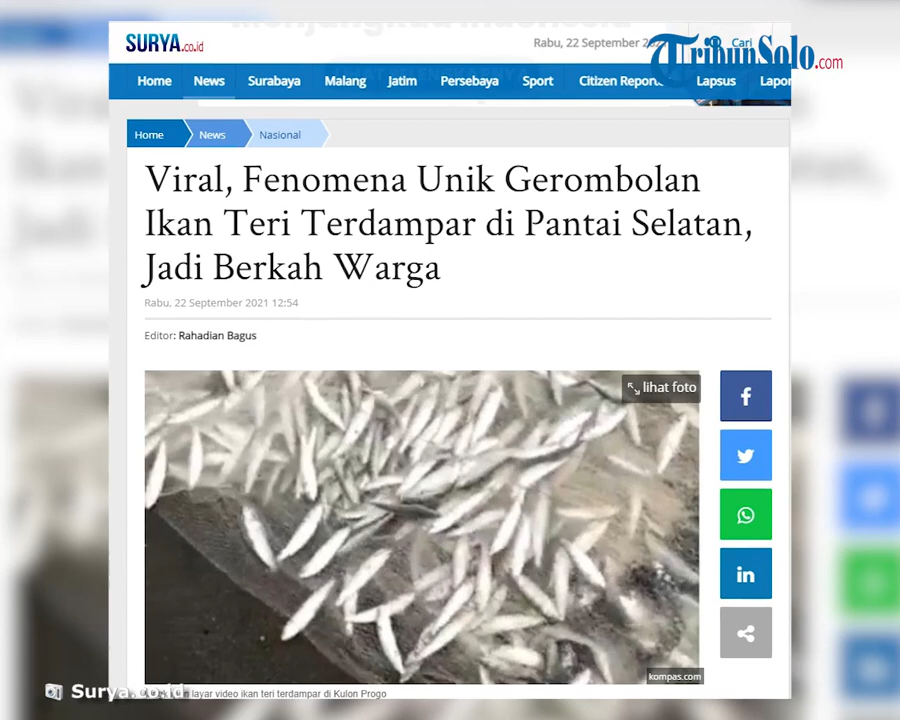 SURYA.co.id
Rabu, 22 September
Cari
TribunSolo.com
Home News Surabaya Malang Jatim Persebaya Sport Citizen Lapsus
Home News Nasional
Viral, Fenomena Unik Gerombolan
Ikan Teri Terdampar di Pantai Selatan,
Jadi Berkah Warga
Rabu, 22 September 2021 12:54
Editor: Rahadian Bagus
lihat foto
kompas.com
Surya.co.id
layar video ikan teri terdampar di Kulon Progo